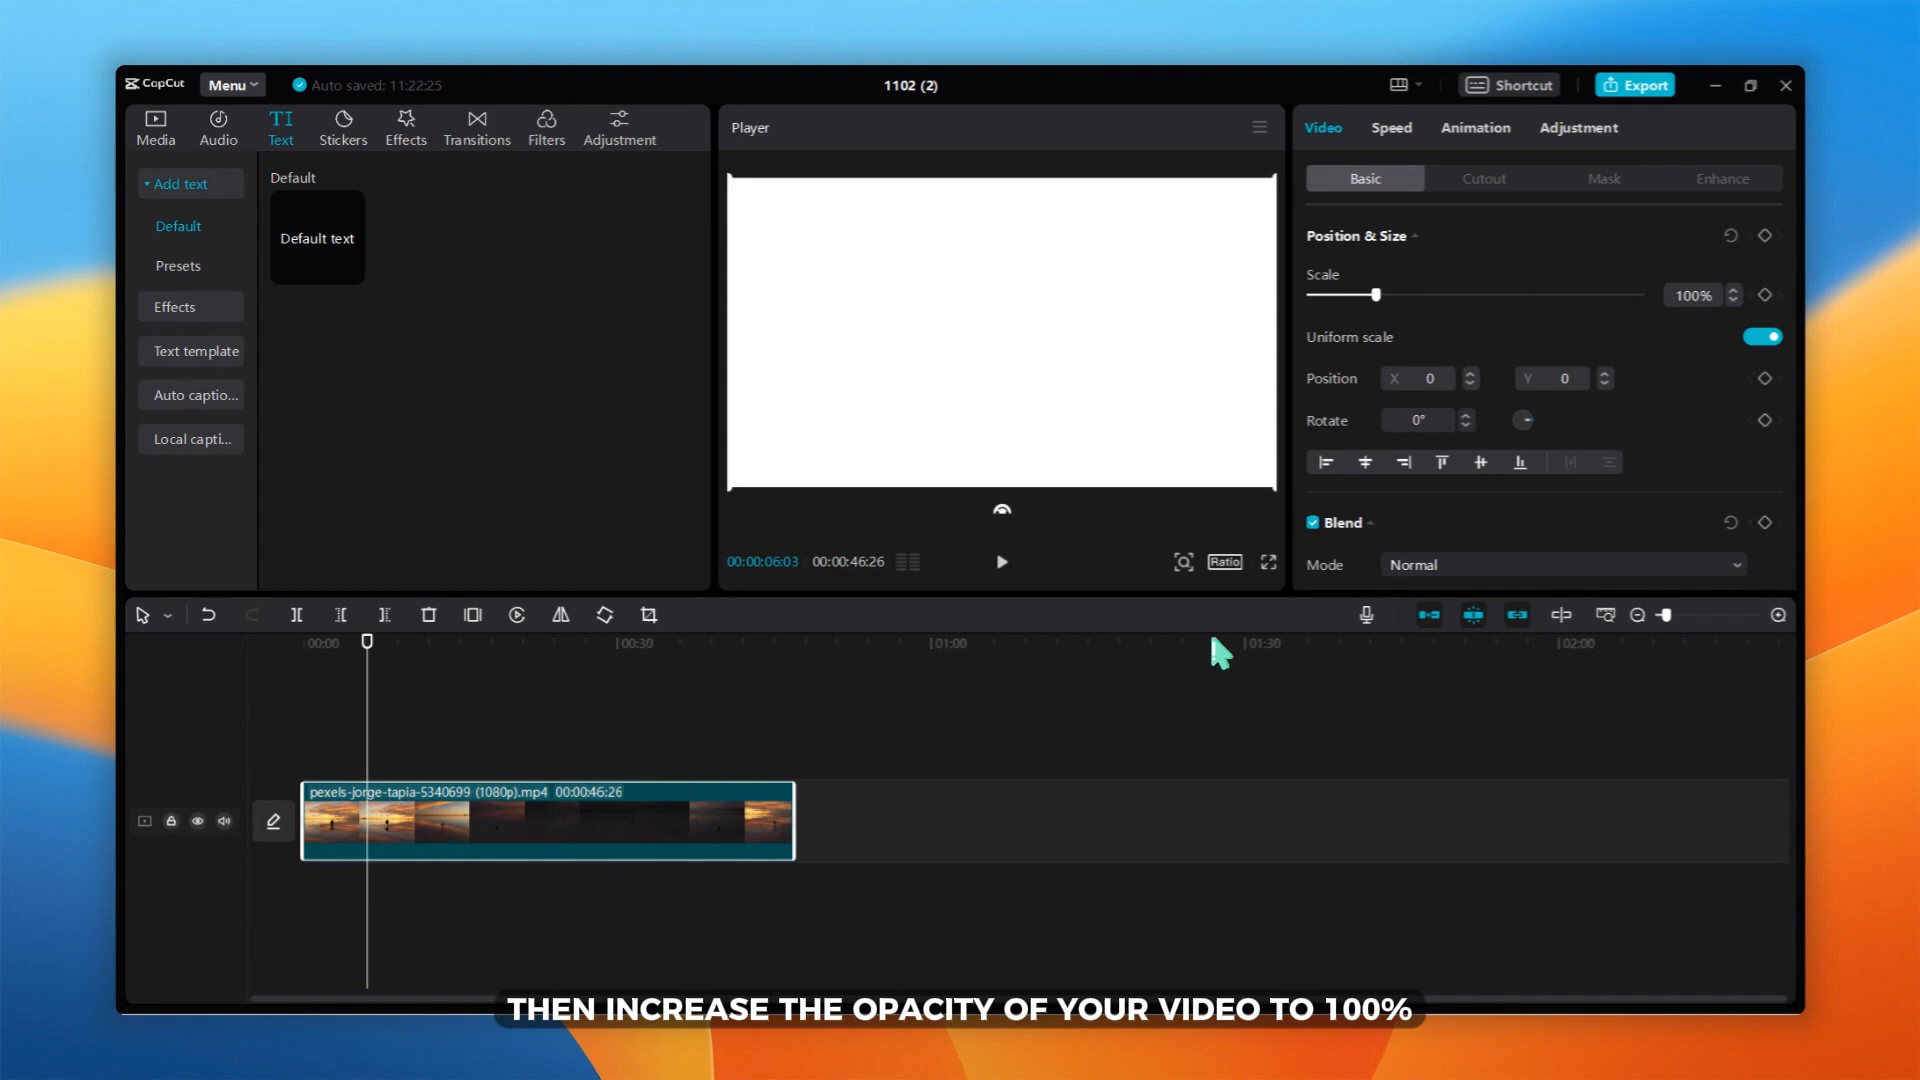 CapCut
Menu
Auto saved: 11:22:25
1102 (2)
Shortcut
Export
Media
Audio
TI
Text
Stickers
Effects
Transitions
Filters
Adjustment
Player
Video
Speed
Animation
Adjustment
Add text
Default
Default text
Default
Presets
Effects
Text template
Auto captio...
Local capti...
Basic
Cutout
Mask
Enhance
Position & Size
Scale
100%
Uniform scale
Position
X 0
Y 0
Rotate
0°
Blend
Mode
Normal
00:00:06:03
00:00:46:26
Ratio
00:00
00:30
01:00
01:30
02:00
pexels-jorge-tapia-5340699 (1080p).mp4 00:00:46:26
THEN INCREASE THE OPACITY OF YOUR VIDEO TO 100%